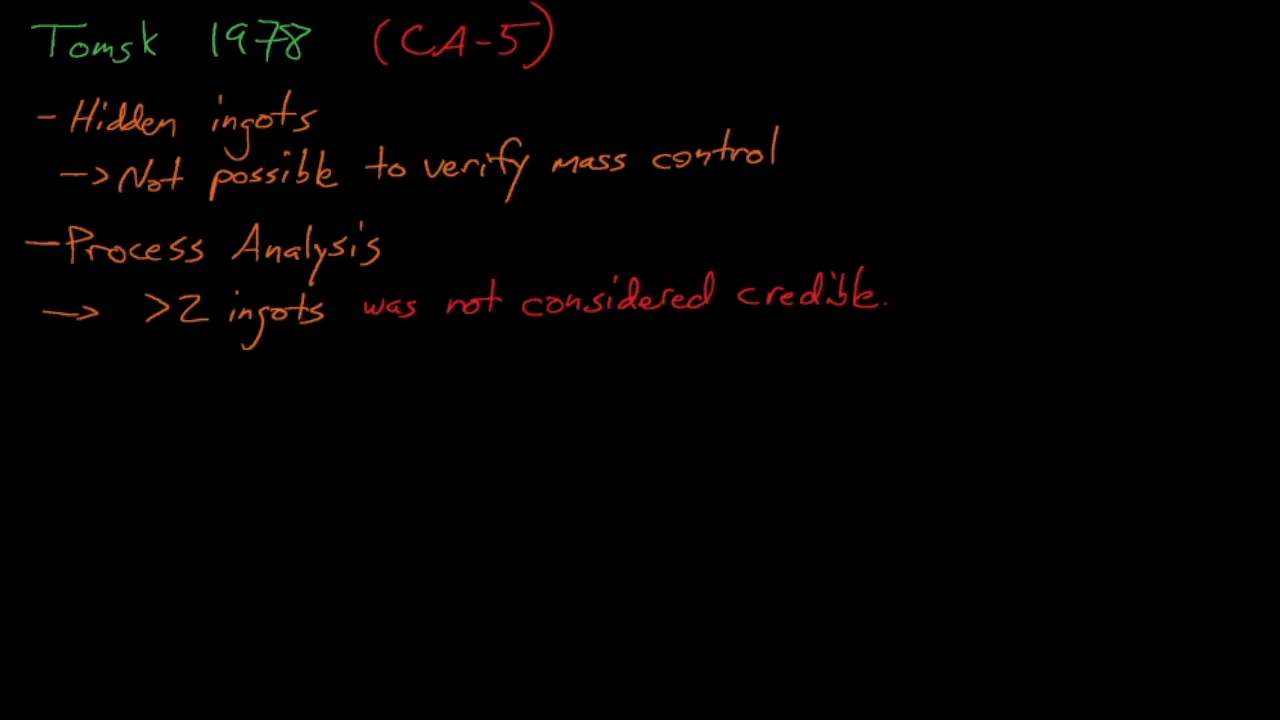 Tomsk 1978 (CA-5)
- Hidden ingots
-> Not possible to verify mass control
- Process Analysis
-> >2 ingots was not considered credible.